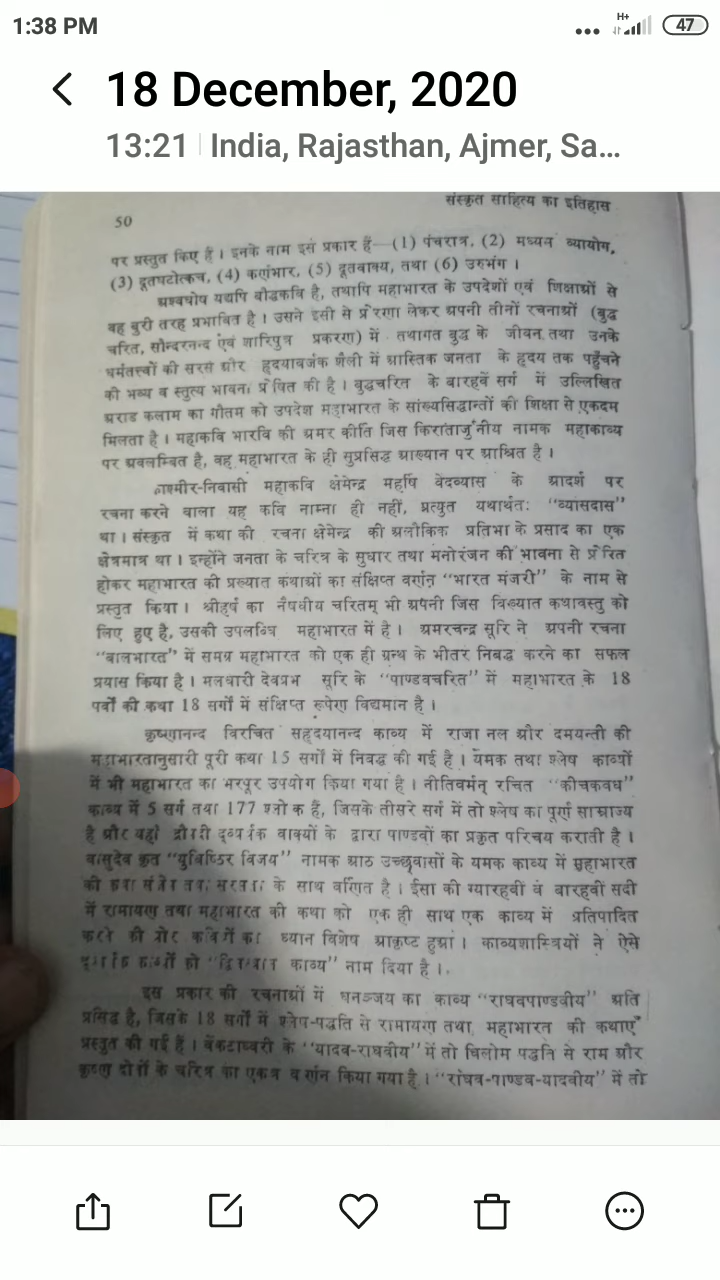 1:38 PM
H+
47
18 December, 2020
13:21 India, Rajasthan, Ajmer, Sa...
संस्कृत साहित्य का इतिहास
50
पर प्रस्तुत किए हैं । इनके नाम इस प्रकार हैं— (1) पंचरात्र, (2) मध्यम व्यायोग,
(3) दूतघटोत्कच, (4) कर्णभार, (5) दूतवाक्य, तथा (6) उरुभंग ।
अश्वघोष यद्यपि बौद्धकवि है, तथापि महाभारत के उपदेशों एवं शिक्षाओं से
वह बुरी तरह प्रभावित है । उसने इसी से प्रेरणा लेकर अपनी तीनों रचनाओं (बुद्ध
चरित, सौन्दरनन्द एवं शारिपुत्र प्रकरण) में तथागत बुद्ध के जीवन तथा उनके
धर्मतत्त्वों की सरस और हृदयावर्जक शैली में आस्तिक जनता के हृदय तक पहुँचने
की भव्य व स्तुत्य भावना प्रेषित की है । बुद्धचरित के बारहवें सर्ग में उल्लिखित
अराड कलाम का गौतम को उपदेश महाभारत के सांख्यसिद्धान्तों की शिक्षा से एकदम
मिलता है । महाकवि भारवि की अमर कीर्ति जिस किरातार्जुनीय नामक महाकाव्य
पर अवलम्बित है, वह महाभारत के ही सुप्रसिद्ध आख्यान पर आश्रित है ।
काश्मीर-निवासी महाकवि क्षेमेन्द्र महर्षि वेदव्यास के आदर्श पर
रचना करने वाला यह कवि नाम्ना ही नहीं, प्रत्युत यथार्थतः "व्यासदास"
था । संस्कृत में कथा की रचना क्षेमेन्द्र की अलौकिक प्रतिभा के प्रसाद का एक
क्षेत्रमात्र था । इन्होंने जनता के चरित्र के सुधार तथा मनोरंजन की भावना से प्रेरित
होकर महाभारत की प्रख्यात कथाओं का संक्षिप्त वर्णन "भारत मंजरी" के नाम से
प्रस्तुत किया । श्रीहर्ष का नैषधीय चरितम् भी अपनी जिस विख्यात कथावस्तु को
लिए हुए है, उसकी उपलब्धि महाभारत में है । अमरचन्द्र सूरि ने अपनी रचना
"बालभारत" में समग्र महाभारत को एक ही ग्रन्थ के भीतर निबद्ध करने का सफल
प्रयास किया है । मलधारी देवप्रभ सूरि के "पाण्डवचरित" में महाभारत के 18
पर्वों की कथा 18 सर्गों में संक्षिप्त रूपेण विद्यमान है ।
कृष्णानन्द विरचित सहृदयानन्द काव्य में राजा नल और दमयन्ती की
महाभारतानुसारी पूरी कथा 15 सर्गों में निबद्ध की गई है । यमक तथा श्लेष काव्यों
में भी महाभारत का भरपूर उपयोग किया गया है । नीतिवर्मन् रचित "कीचकवध"
काव्य में 5 सर्ग तथा 177 श्लोक हैं, जिसके तीसरे सर्ग में तो श्लेष का पूर्ण साम्राज्य
है और यहाँ द्रौपदी द्व्यर्थक वाक्यों के द्वारा पाण्डवों का प्रकृत परिचय कराती है ।
वासुदेव कृत "युधिष्ठिर विजय" नामक आठ उच्छ्वासों के यमक काव्य में महाभारत
की कथा संक्षेप तथा सरलता के साथ वर्णित है । ईसा की ग्यारहवीं व बारहवीं सदी
में रामायण तथा महाभारत की कथा को एक ही साथ एक काव्य में प्रतिपादित
करने की ओर कवियों का ध्यान विशेष आकृष्ट हुआ । काव्यशास्त्रियों ने ऐसे
काव्यों को "द्विसन्धान काव्य" नाम दिया है ।
इस प्रकार की रचनाओं में धनञ्जय का काव्य "राघवपाण्डवीय" अति
प्रसिद्ध है, जिसके 18 सर्गों में श्लेष-पद्धति से रामायण तथा महाभारत की कथाएँ
प्रस्तुत की गई हैं । वेंकटाध्वरी के "यादव-राघवीय" में तो विलोम पद्धति से राम और
कृष्ण दोनों के चरित्र का एकत्र वर्णन किया गया है । "राघव-पाण्डव-यादवीय" में तो